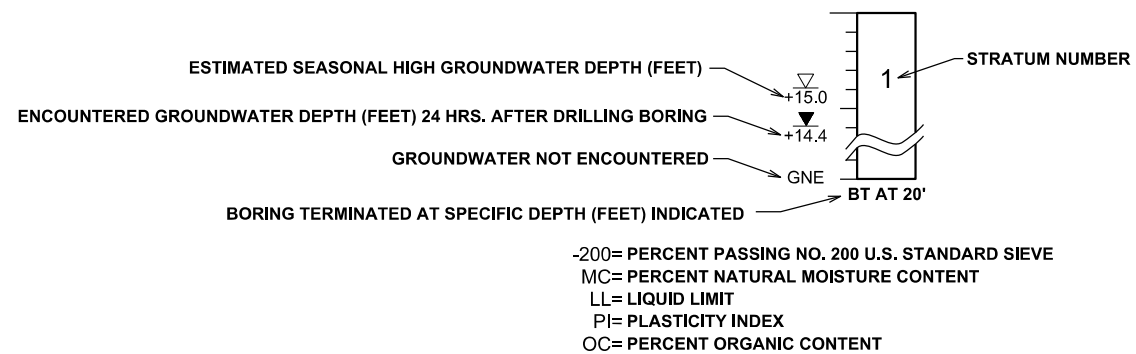 STRATUM NUMBER
1
ESTIMATED SEASONAL HIGH GROUNDWATER DEPTH (FEET)
+15.0
ENCOUNTERED GROUNDWATER DEPTH (FEET) 24 HRS. AFTER DRILLING BORING
+14.4
GROUNDWATER NOT ENCOUNTERED
GNE
BT AT 20'
BORING TERMINATED AT SPECIFIC DEPTH (FEET) INDICATED
-200= PERCENT PASSING NO. 200 U.S. STANDARD SIEVE
MC= PERCENT NATURAL MOISTURE CONTENT
LL= LIQUID LIMIT
PI= PLASTICITY INDEX
OC= PERCENT ORGANIC CONTENT